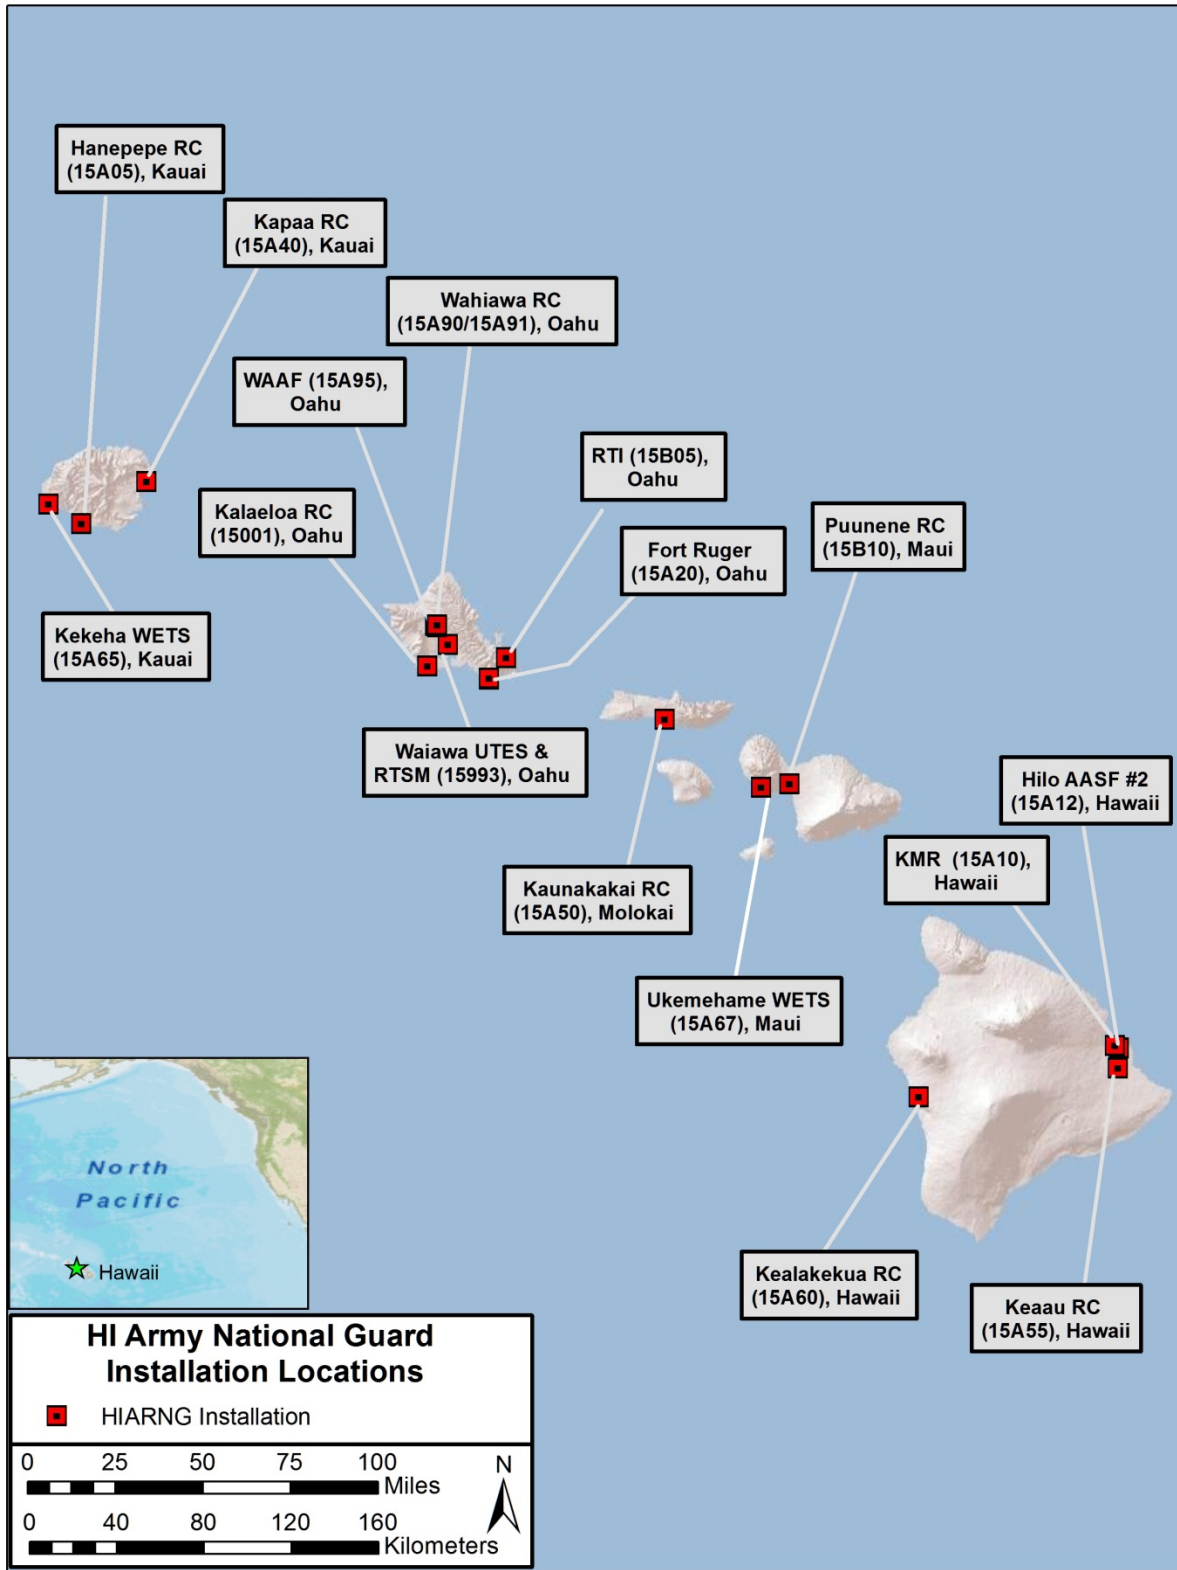 Hanepepe RC
(15A05), Kauai
Kapaa RC
(15A40), Kauai
Wahiawa RC
(15A90/15A91), Oahu
WAAF (15A95),
Oahu
RTI (15B05),
Oahu
Kalaeloa RC
(15001), Oahu
Fort Ruger
(15A20), Oahu
Puunene RC
(15B10), Maui
Kekeha WETS
(15A65), Kauai
Waiawa UTES &
RTSM (15993), Oahu
Hilo AASF #2
(15A12), Hawaii
KMR (15A10),
Hawaii
Kaunakakai RC
(15A50), Molokai
Ukemehame WETS
(15A67), Maui
North
Pacific
Hawaii
Kealakekua RC
(15A60), Hawaii
Keaau RC
(15A55), Hawaii
HI Army National Guard
Installation Locations
HIARNG Installation
0 25 50 75 100
Miles
N
0 40 80 120 160
Kilometers